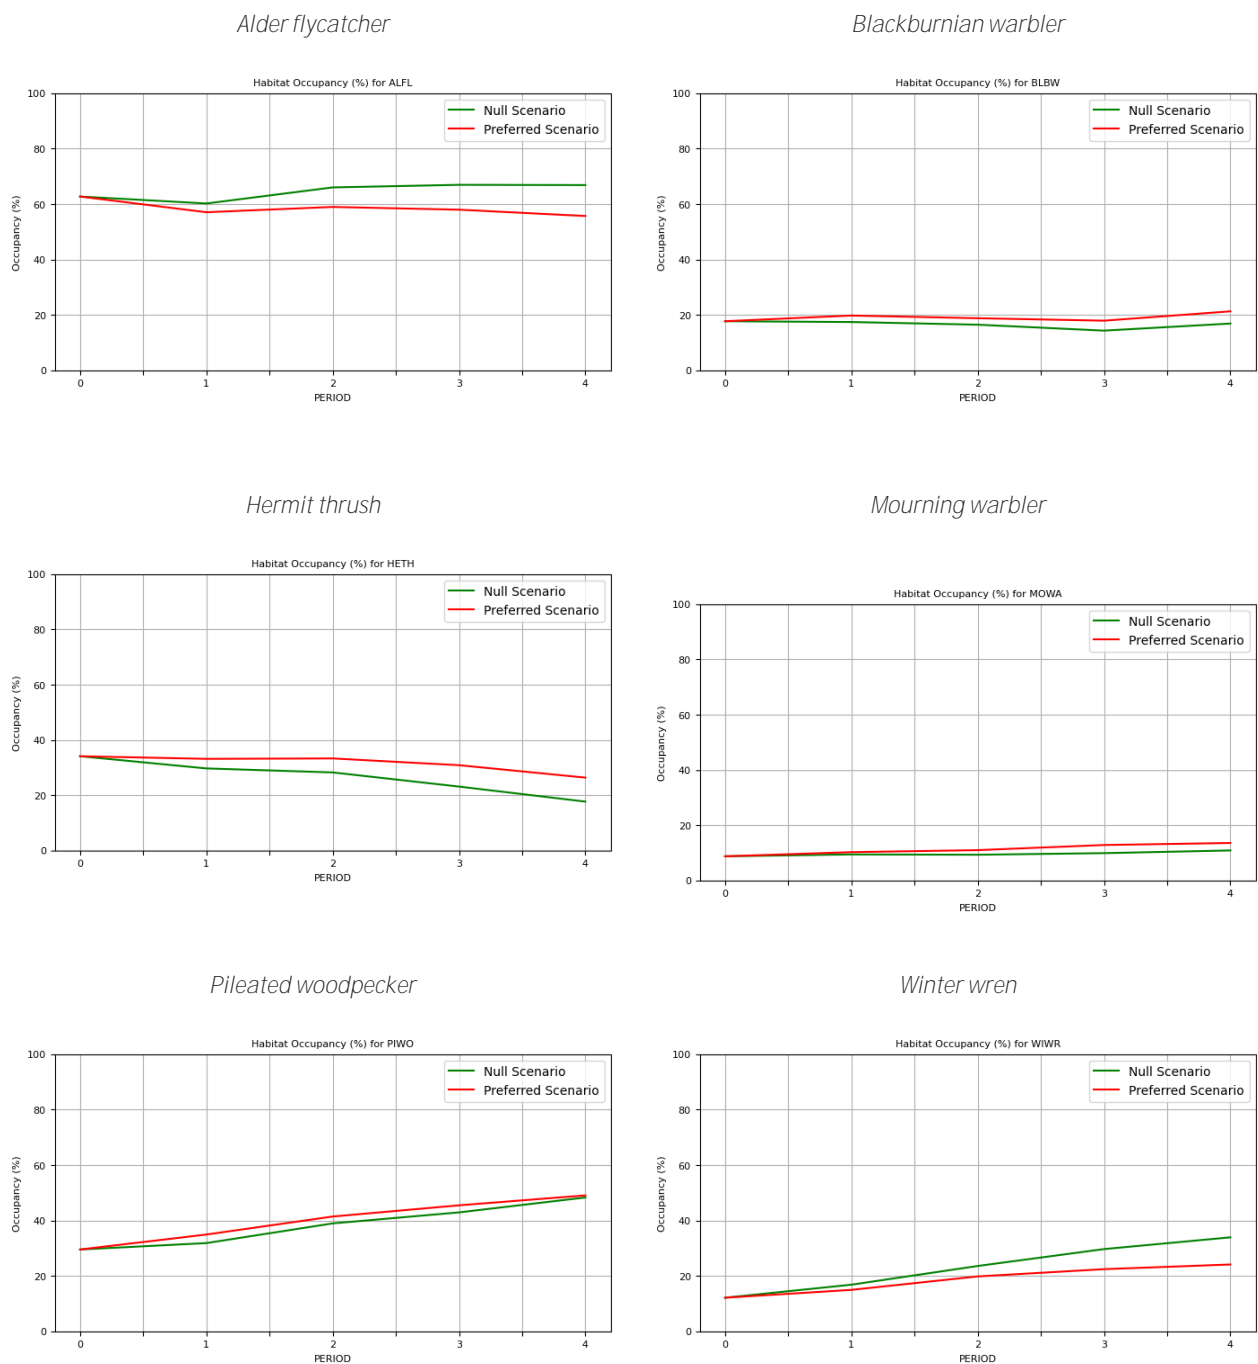 Alder flycatcher
Blackburnian warbler
Habitat Occupancy (%) for ALFL
100
80
60
40
20
0
Occupancy (%)
Null Scenario
Preferred Scenario
0 1 2 3 4
PERIOD
Habitat Occupancy (%) for BLBW
100
80
60
40
20
0
Occupancy (%)
Null Scenario
Preferred Scenario
0 1 2 3 4
PERIOD
Hermit thrush
Mourning warbler
Habitat Occupancy (%) for HETH
100
80
60
40
20
0
Occupancy (%)
Null Scenario
Preferred Scenario
0 1 2 3 4
PERIOD
Habitat Occupancy (%) for MOWA
100
80
60
40
20
0
Occupancy (%)
Null Scenario
Preferred Scenario
0 1 2 3 4
PERIOD
Pileated woodpecker
Winter wren
Habitat Occupancy (%) for PIWO
100
80
60
40
20
0
Occupancy (%)
Null Scenario
Preferred Scenario
0 1 2 3 4
PERIOD
Habitat Occupancy (%) for WIWR
100
80
60
40
20
0
Occupancy (%)
Null Scenario
Preferred Scenario
0 1 2 3 4
PERIOD